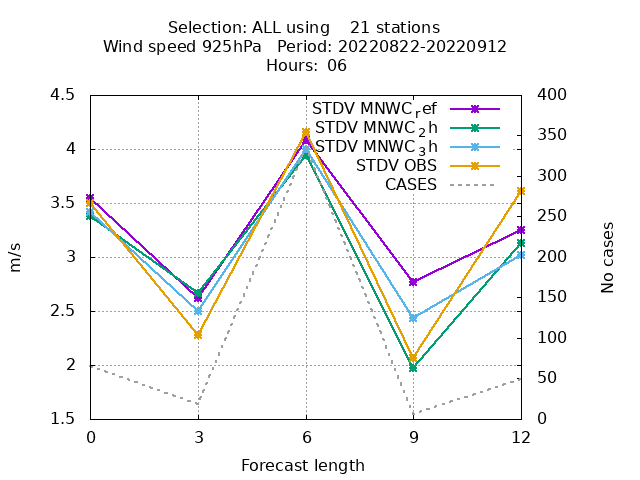 Selection: ALL using    21 stations
Wind speed 925hPa   Period: 20220822-20220912
Hours:  06
STDV MNWC_ref
STDV MNWC_2h
STDV MNWC_3h
STDV OBS
CASES
4.5
4
3.5
3
2.5
2
1.5
400
350
300
250
200
150
100
50
0
m/s
No cases
0 3 6 9 12
Forecast length